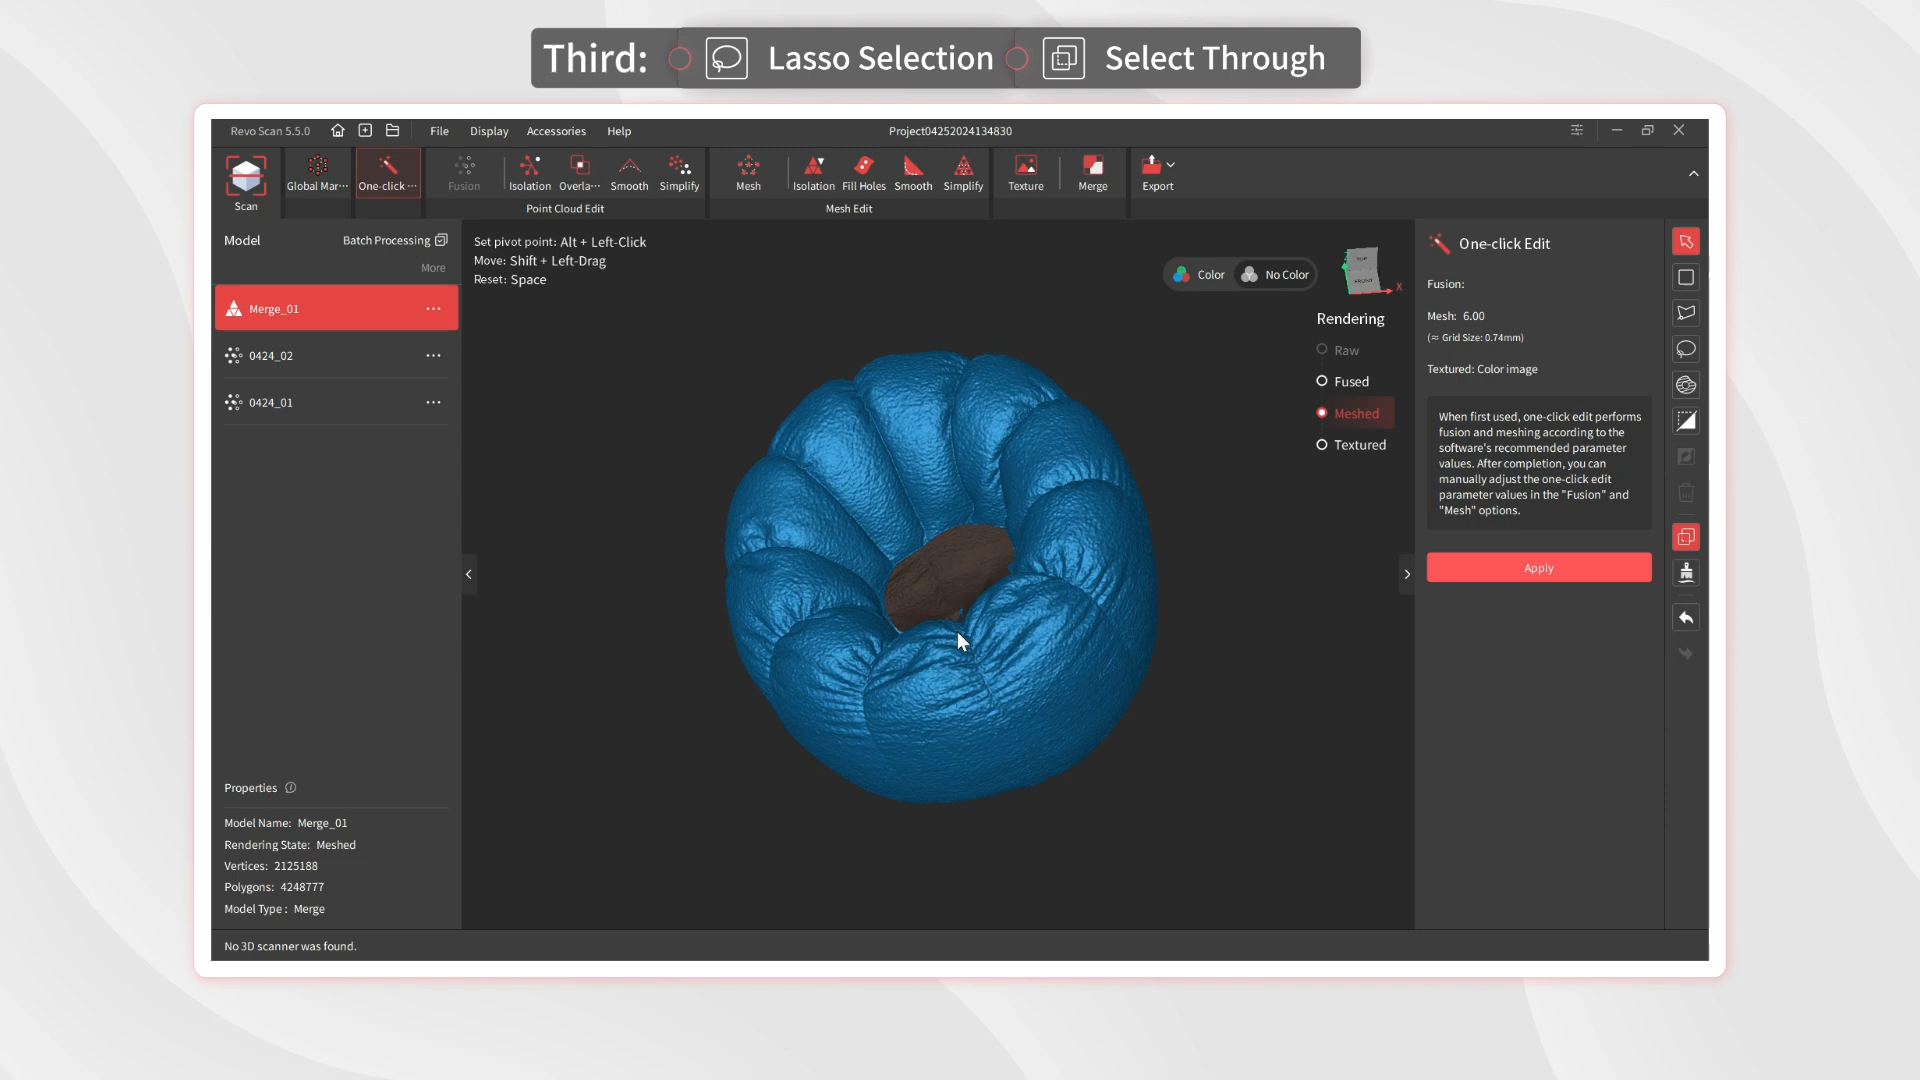 Third: Lasso Selection Select Through
Revo Scan 5.5.0 File Display Accessories Help Project04252024134830
Scan Global Mar··· One-click ··· Fusion Isolation Overla··· Smooth Simplify Mesh Isolation Fill Holes Smooth Simplify Texture Merge Export
Point Cloud Edit Mesh Edit
Model Batch Processing
More
Merge_01 ···
0424_02 ···
0424_01 ···
Properties
Model Name: Merge_01
Rendering State: Meshed
Vertices: 2125188
Polygons: 4248777
Model Type : Merge
No 3D scanner was found.
Set pivot point: Alt + Left-Click
Move: Shift + Left-Drag
Reset: Space
Color No Color
TOP
FRONT
X
Rendering
Raw
Fused
Meshed
Textured
One-click Edit
Fusion:
Mesh: 6.00
(≈ Grid Size: 0.74mm)
Textured: Color image
When first used, one-click edit performs
fusion and meshing according to the
software's recommended parameter
values. After completion, you can
manually adjust the one-click edit
parameter values in the "Fusion" and
"Mesh" options.
Apply